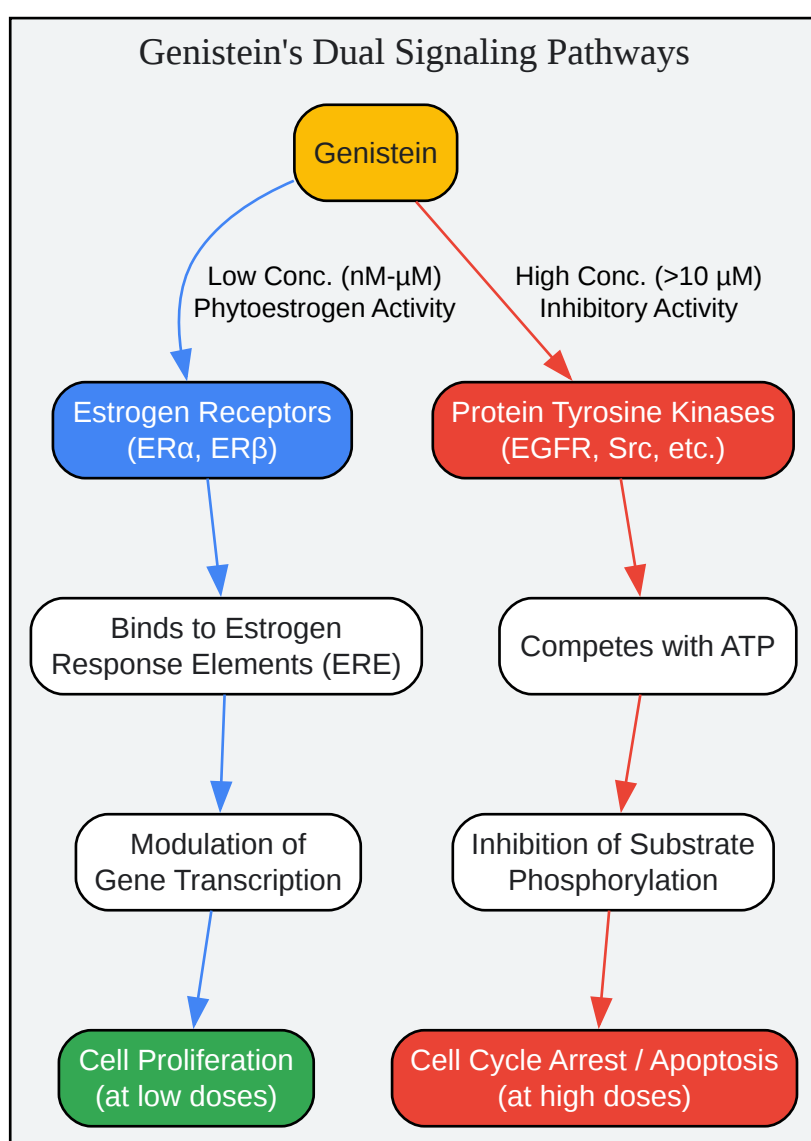 Genistein's Dual Signaling Pathways
Genistein
Low Conc. (nM-µM)
Phytoestrogen Activity
High Conc. (>10 µM)
Inhibitory Activity
Estrogen Receptors
(ERα, ERβ)
Protein Tyrosine Kinases
(EGFR, Src, etc.)
Binds to Estrogen
Response Elements (ERE)
Competes with ATP
Modulation of
Gene Transcription
Inhibition of Substrate
Phosphorylation
Cell Proliferation
(at low doses)
Cell Cycle Arrest / Apoptosis
(at high doses)